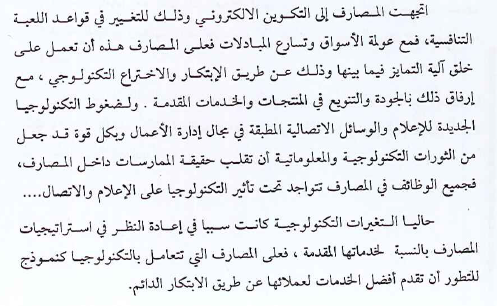 اتجهت المصارف إلى التكوين الالكتروني وذلك للتغيير في قواعد اللعبة
التنافسية، فمع عولمة الأسواق وتسارع المبادلات فعلى المصارف هذه أن تعمل على
خلق آلية التمايز فيما بينها وذلك عن طريق الإبتكار والاختراع التكنولوجي ، مع
إرفاق ذلك بالجودة والتنويع في المنتجات والخدمات المقدمة . ولضغوط التكنولوجيا
الجديدة للإعلام والوسائل الاتصالية المطبقة في مجال إدارة الأعمال وبكل قوة قد جعل
من الثورات التكنولوجية والمعلوماتية أن تقلب حقيقة الممارسات داخل المصارف،
فجميع الوظائف في المصارف تتواجد تحت تأثير التكنولوجيا على الإعلام والاتصال....
حاليا التغيرات التكنولوجية كانت سببا في إعادة النظر في استراتيجيات
المصارف بالنسبة لخدماتها المقدمة ، فعلى المصارف التي تتعامل بالتكنولوجيا كنموذج
للتطور أن تقدم أفضل الخدمات لعملائها عن طريق الابتكار الدائم.